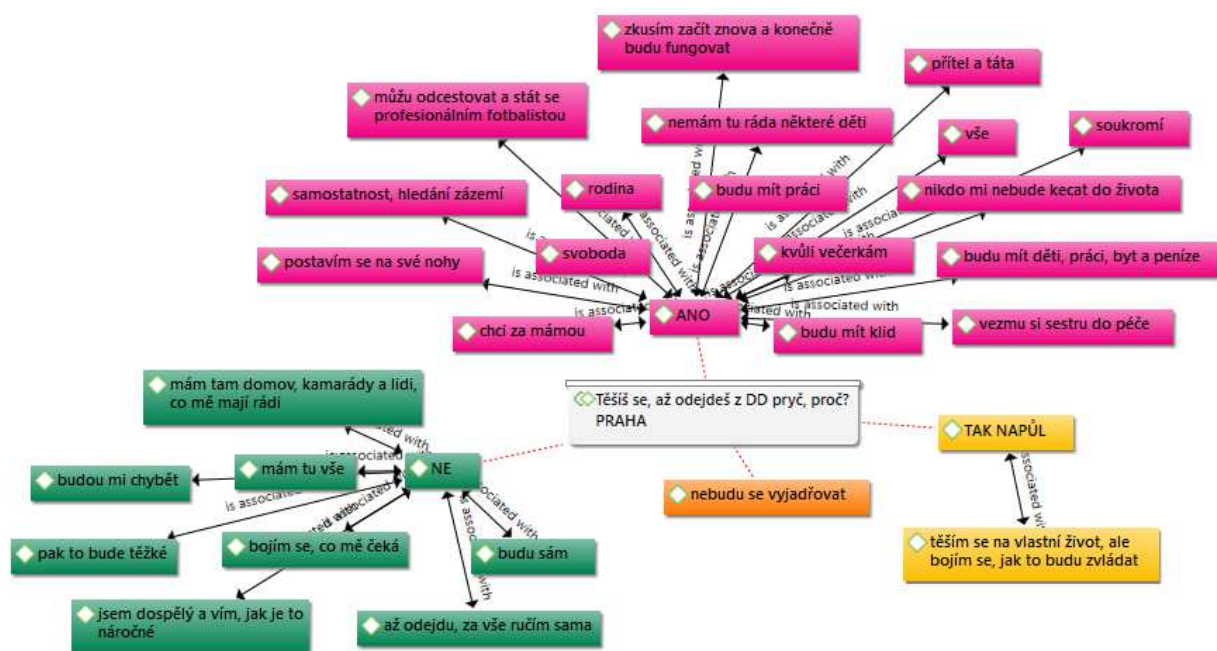 zkusím začít znova a konečně
budu fungovat
přítel a táta
můžu odcestovat a stát se
profesionálním fotbalistou
nemám tu ráda některé děti
vše
soukromí
samostatnost, hledání zázemí
rodina
budu mít práci
nikdo mi nebude kecat do života
postavím se na své nohy
svoboda
kvůli večerkám
budu mít děti, práci, byt a peníze
is associated with
is associated with
is associated with
ANO
chci za mámou
budu mít klid
vezmu si sestru do péče
mám tam domov, kamarády a lidi,
co mě mají rádi
Těšíš se, až odejdeš z DD pryč, proč?
PRAHA
TAK NAPŮL
budou mi chybět
mám tu vše
NE
nebudu se vyjadřovat
pak to bude těžké
bojím se, co mě čeká
budu sám
těším se na vlastní život, ale
bojím se, jak to budu zvládat
jsem dospělý a vím, jak je to
náročné
až odejdu, za vše ručím sama